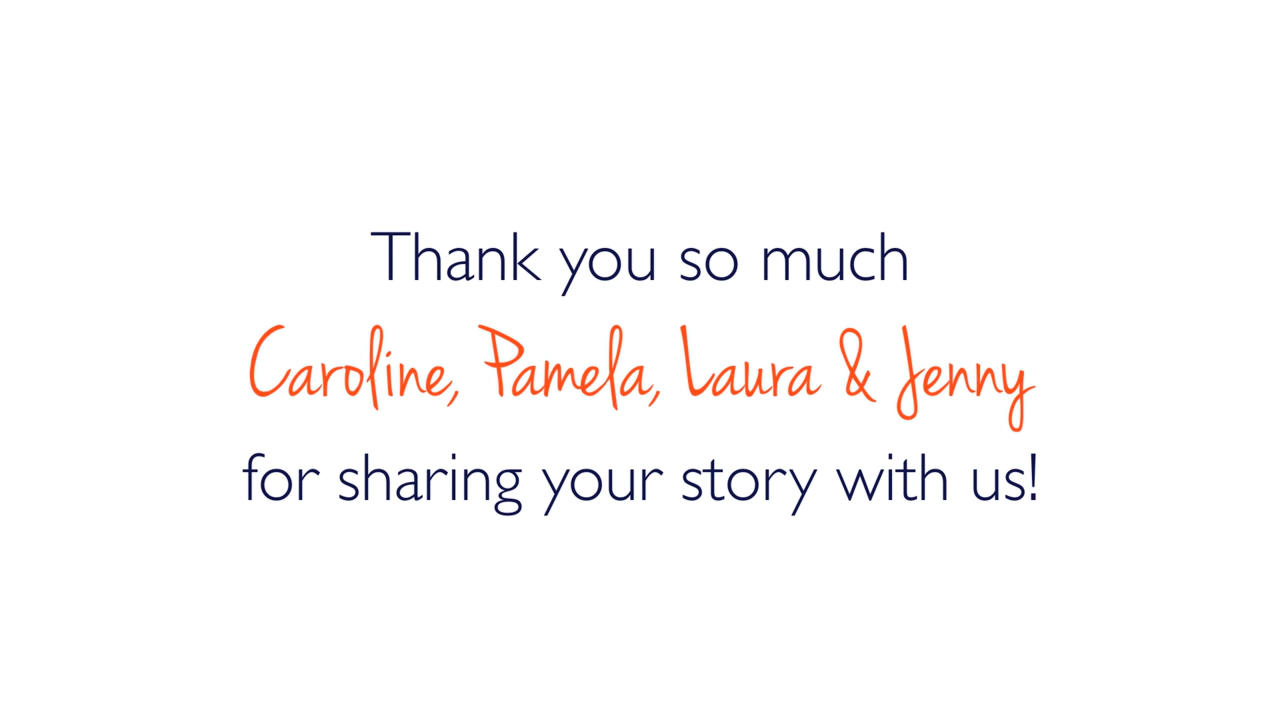 Thank you so much
Caroline, Pamela, Laura & Jenny
for sharing your story with us!